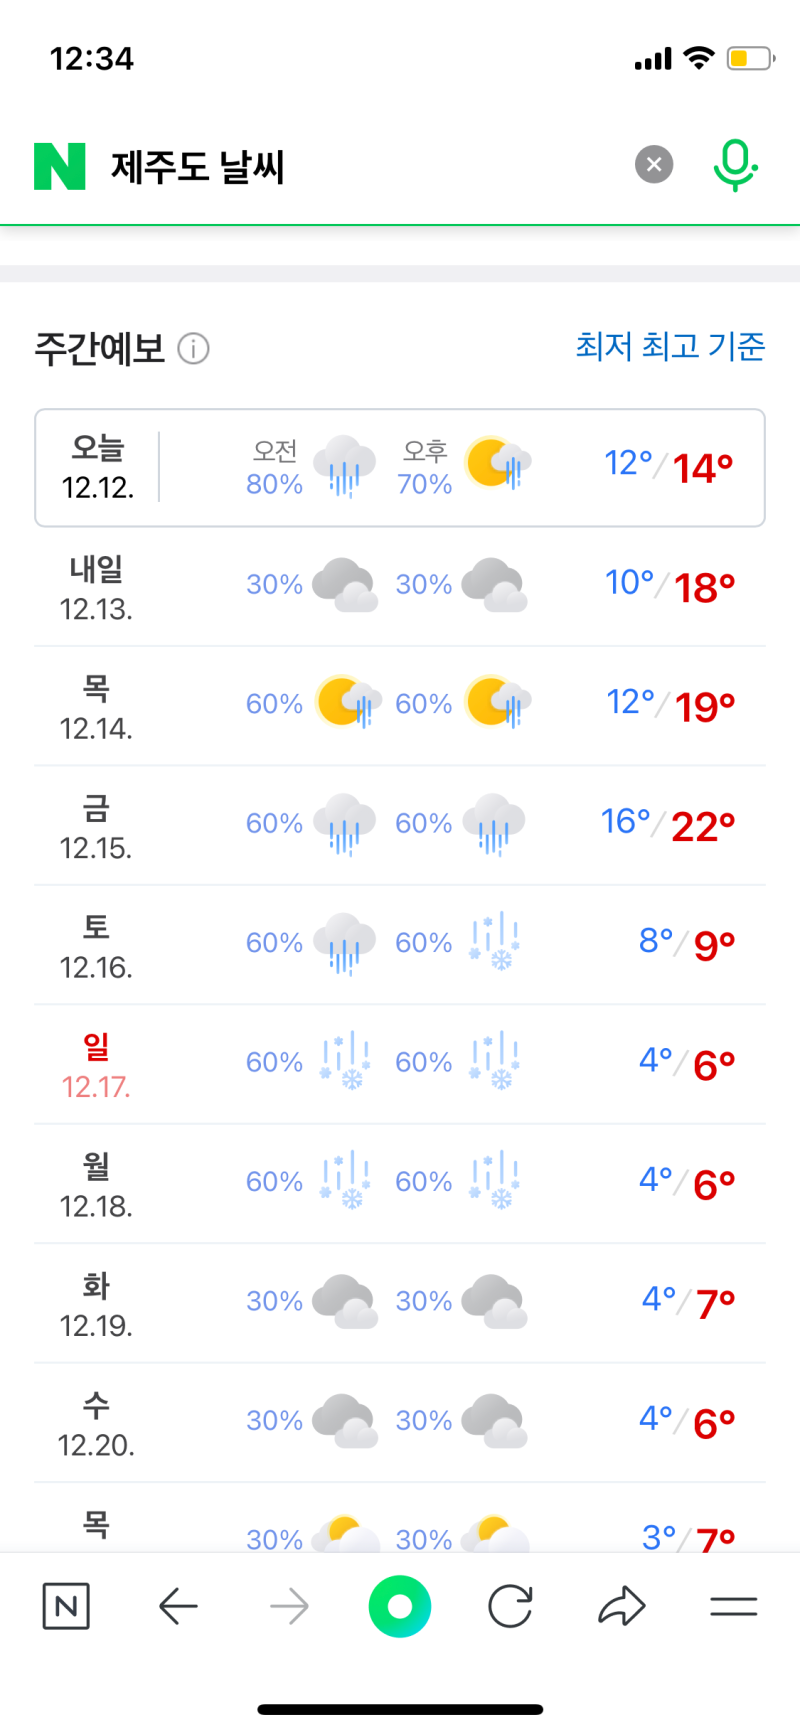 12:34
N 제주도 날씨
주간예보
최저 최고 기준
오늘 12.12. 오전 80% 오후 70% 12°/14°
내일 12.13. 30% 30% 10°/18°
목 12.14. 60% 60% 12°/19°
금 12.15. 60% 60% 16°/22°
토 12.16. 60% 60% 8°/9°
일 12.17. 60% 60% 4°/6°
월 12.18. 60% 60% 4°/6°
화 12.19. 30% 30% 4°/7°
수 12.20. 30% 30% 4°/6°
목 30% 30% 3°/7°
N